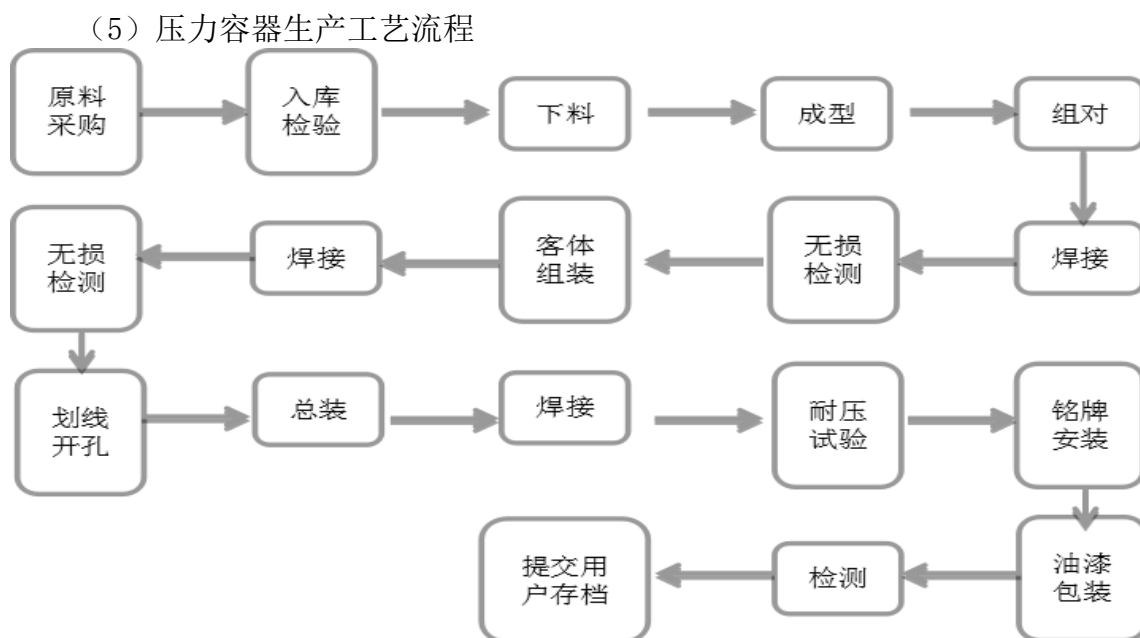 （5）压力容器生产工艺流程
原料
采购
入库
检验
下料
成型
组对
焊接
无损
检测
客体
组装
焊接
无损
检测
划线
开孔
总装
焊接
耐压
试验
铭牌
安装
油漆
包装
检测
提交用
户存档